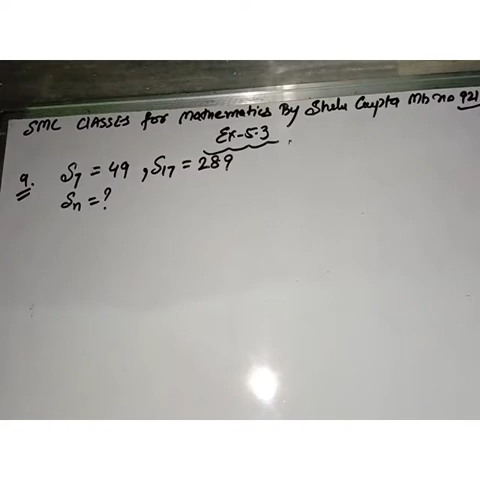 SMC CLASSES for Mathematics By Shelu Gupta Mb no 921
Ex-5.3
9. S7 = 49, S17 = 289
Sn = ?